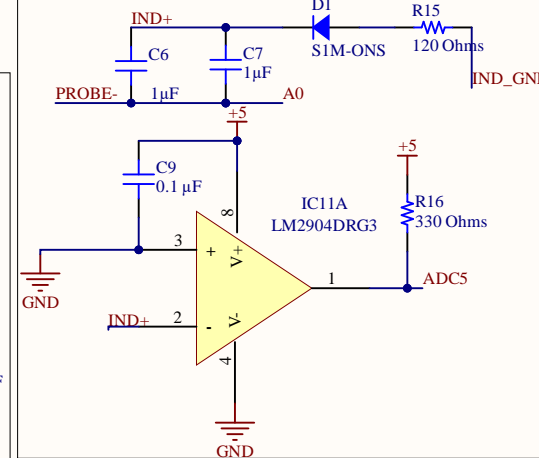 D1
IND+
R15
C6
C7
S1M-ONS
120 Ohms
1µF
IND_GN
PROBE-
1µF
A0
+5
+5
C9
0.1 µF
8
IC11A
LM2904DRG3
R16
330 Ohms
3
+
V+
1
ADC5
GND
IND+
2
-
V-
4
GND